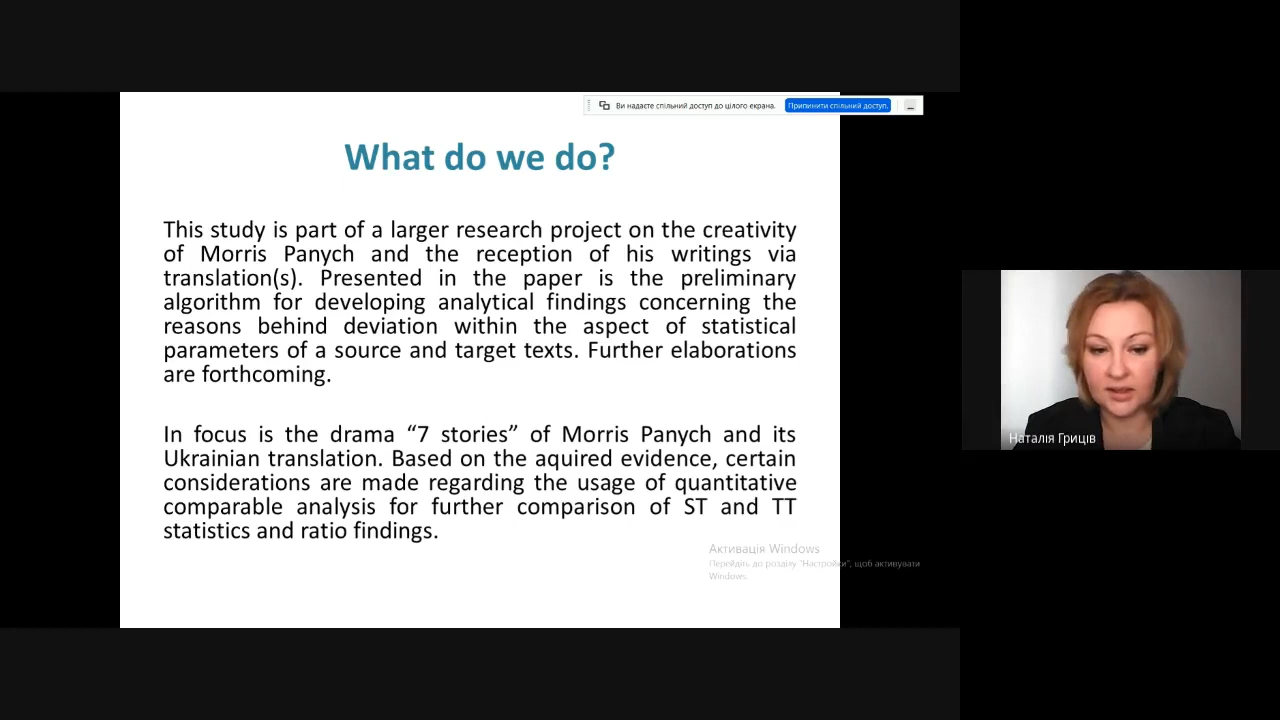 Ви надаєте спільний доступ до цілого екрана. Припинити спільний доступ.
What do we do?
This study is part of a larger research project on the creativity
of Morris Panych and the reception of his writings via
translation(s). Presented in the paper is the preliminary
algorithm for developing analytical findings concerning the
reasons behind deviation within the aspect of statistical
parameters of a source and target texts. Further elaborations
are forthcoming.
In focus is the drama “7 stories” of Morris Panych and its
Ukrainian translation. Based on the aquired evidence, certain
considerations are made regarding the usage of quantitative
comparable analysis for further comparison of ST and TT
statistics and ratio findings.
Активація Windows
Перейдіть до розділу "Настройки", щоб активувати
Windows.
Наталія Гриців